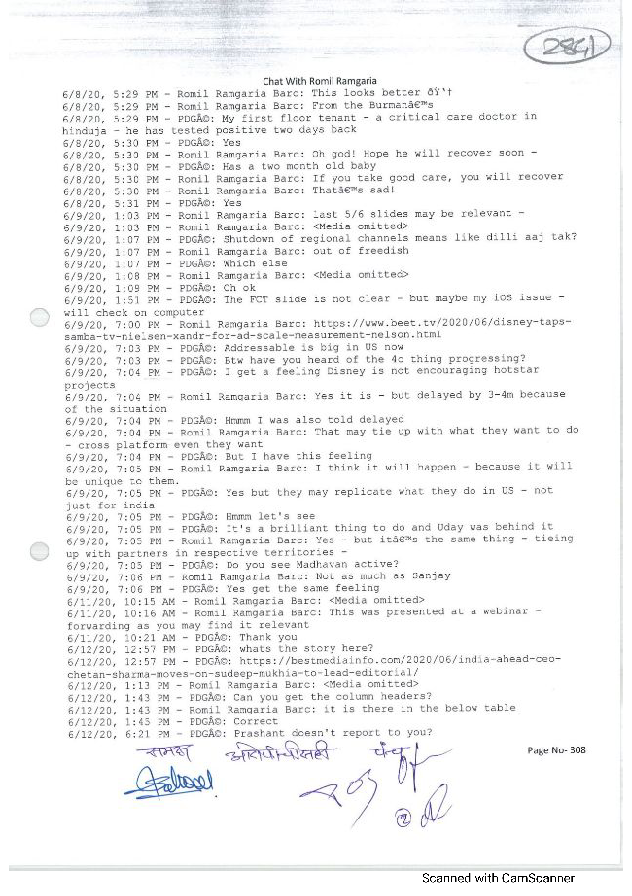 2841
Chat With Romil Ramgaria
6/8/20, 5:29 PM - Romil Ramgaria Barc: This looks better ðŸ‘†
6/8/20, 5:29 PM - Romil Ramgaria Barc: From the Burmanâ€™s
6/8/20, 5:29 PM - PDGÃ©: My first floor tenant - a critical care doctor in
hinduja - he has tested positive two days back
6/8/20, 5:30 PM - PDGÃ©: Yes
6/8/20, 5:30 PM - Romil Ramgaria Barc: Oh god! Hope he will recover soon -
6/8/20, 5:30 PM - PDGÃ©: Has a two month old baby
6/8/20, 5:30 PM - Romil Ramgaria Barc: If you take good care, you will recover
6/8/20, 5:30 PM - Romil Ramgaria Barc: Thatâ€™s sad!
6/8/20, 5:31 PM - PDGÃ©: Yes
6/9/20, 1:03 PM - Romil Ramgaria Barc: last 5/6 slides may be relevant -
6/9/20, 1:03 PM - Romil Ramgaria Barc: <Media omitted>
6/9/20, 1:07 PM - PDGÃ©: Shutdown of regional channels means like dilli aaj tak?
6/9/20, 1:07 PM - Romil Ramgaria Barc: out of freedish
6/9/20, 1:07 PM - PDGÃ©: Which else
6/9/20, 1:08 PM - Romil Ramgaria Barc: <Media omitted>
6/9/20, 1:09 PM - PDGÃ©: Oh ok
6/9/20, 1:51 PM - PDGÃ©: The FCT slide is not clear - but maybe my iOS issue -
will check on computer
6/9/20, 7:00 PM - Romil Ramgaria Barc: https://www.beet.tv/2020/06/disney-taps-
samba-tv-nielsen-xandr-for-ad-scale-measurement-nelson.html
6/9/20, 7:03 PM - PDGÃ©: Addressable is big in US now
6/9/20, 7:03 PM - PDGÃ©: Btw have you heard of the 4c thing progressing?
6/9/20, 7:04 PM - PDGÃ©: I get a feeling Disney is not encouraging hotstar
projects
6/9/20, 7:04 PM - Romil Ramgaria Barc: Yes it is - but delayed by 3-4m because
of the situation
6/9/20, 7:04 PM - PDGÃ©: Hmmm I was also told delayed
6/9/20, 7:04 PM - Romil Ramgaria Barc: That may tie up with what they want to do
- cross platform even they want
6/9/20, 7:04 PM - PDGÃ©: But I have this feeling
6/9/20, 7:05 PM - Romil Ramgaria Barc: I think it will happen - because it will
be unique to them.
6/9/20, 7:05 PM - PDGÃ©: Yes but they may replicate what they do in US - not
just for india
6/9/20, 7:05 PM - PDGÃ©: Hmmm let's see
6/9/20, 7:05 PM - PDGÃ©: It's a brilliant thing to do and Uday was behind it
6/9/20, 7:05 PM - Romil Ramgaria Barc: Yes - but itâ€™s the same thing - tieing
up with partners in respective territories -
6/9/20, 7:05 PM - PDGÃ©: Do you see Madhavan active?
6/9/20, 7:06 PM - Romil Ramgaria Barc: Not as much as Sanjay
6/9/20, 7:06 PM - PDGÃ©: Yes get the same feeling
6/11/20, 10:15 AM - Romil Ramgaria Barc: <Media omitted>
6/11/20, 10:16 AM - Romil Ramgaria Barc: This was presented at a webinar -
forwarding as you may find it relevant
6/11/20, 10:21 AM - PDGÃ©: Thank you
6/12/20, 12:57 PM - PDGÃ©: whats the story here?
6/12/20, 12:57 PM - PDGÃ©: https://bestmediainfo.com/2020/06/india-ahead-ceo-
chetan-sharma-moves-on-sudeep-mukhia-to-lead-editorial/
6/12/20, 1:13 PM - Romil Ramgaria Barc: <Media omitted>
6/12/20, 1:43 PM - PDGÃ©: Can you get the column headers?
6/12/20, 1:43 PM - Romil Ramgaria Barc: it is there in the below table
6/12/20, 1:45 PM - PDGÃ©: Correct
6/12/20, 6:21 PM - PDGÃ©: Prashant doesn't report to you?
समक्ष
Page No- 308
Scanned with CamScanner